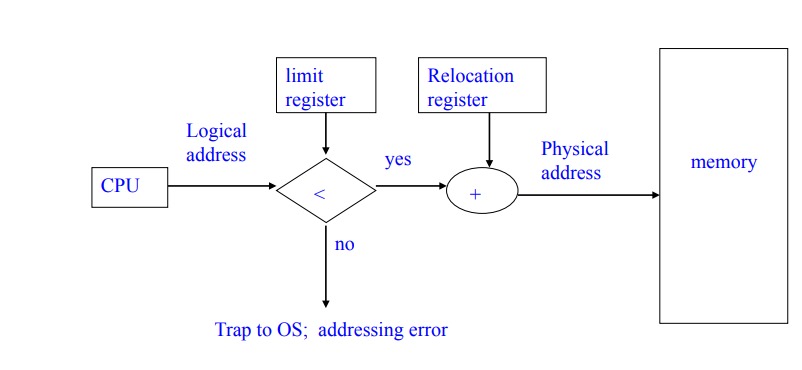 limit
register
Relocation
register
Logical
address
yes
Physical
address
memory
CPU
<
+
no
Trap to OS;  addressing error